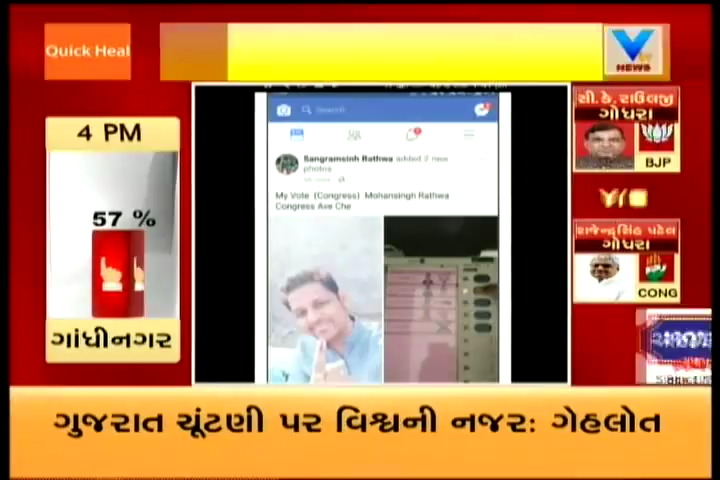 Quick Heal
V
NEWS
4 PM
57 %
ગાંધીનગર
Search
Sangramsinh Rathwa added 2 new
photos
My Vote (Congress) Mohansingh Rathwa
Congress Ave Che
સી.કે.રાઉલજી
ગોધરા
BJP
V/S
રાજેન્દ્રસિંહ પટેલ
ગોધરા
CONG
ગુજરાત ચૂંટણી પર વિશ્વની નજર: ગેહલોત